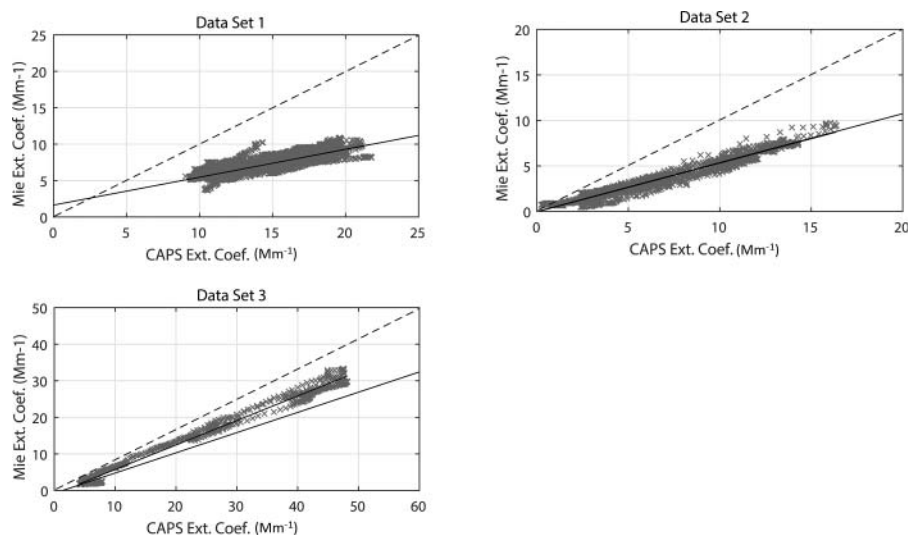 Data Set 1
25
20
15
10
5
0
Mie Ext. Coef. (Mm-1)
0 5 10 15 20 25
CAPS Ext. Coef. (Mm⁻¹)
Data Set 2
20
15
10
5
0
Mie Ext. Coef. (Mm-1)
0 5 10 15 20
CAPS Ext. Coef. (Mm⁻¹)
Data Set 3
50
40
30
20
10
0
Mie Ext. Coef. (Mm-1)
0 10 20 30 40 50 60
CAPS Ext. Coef. (Mm⁻¹)